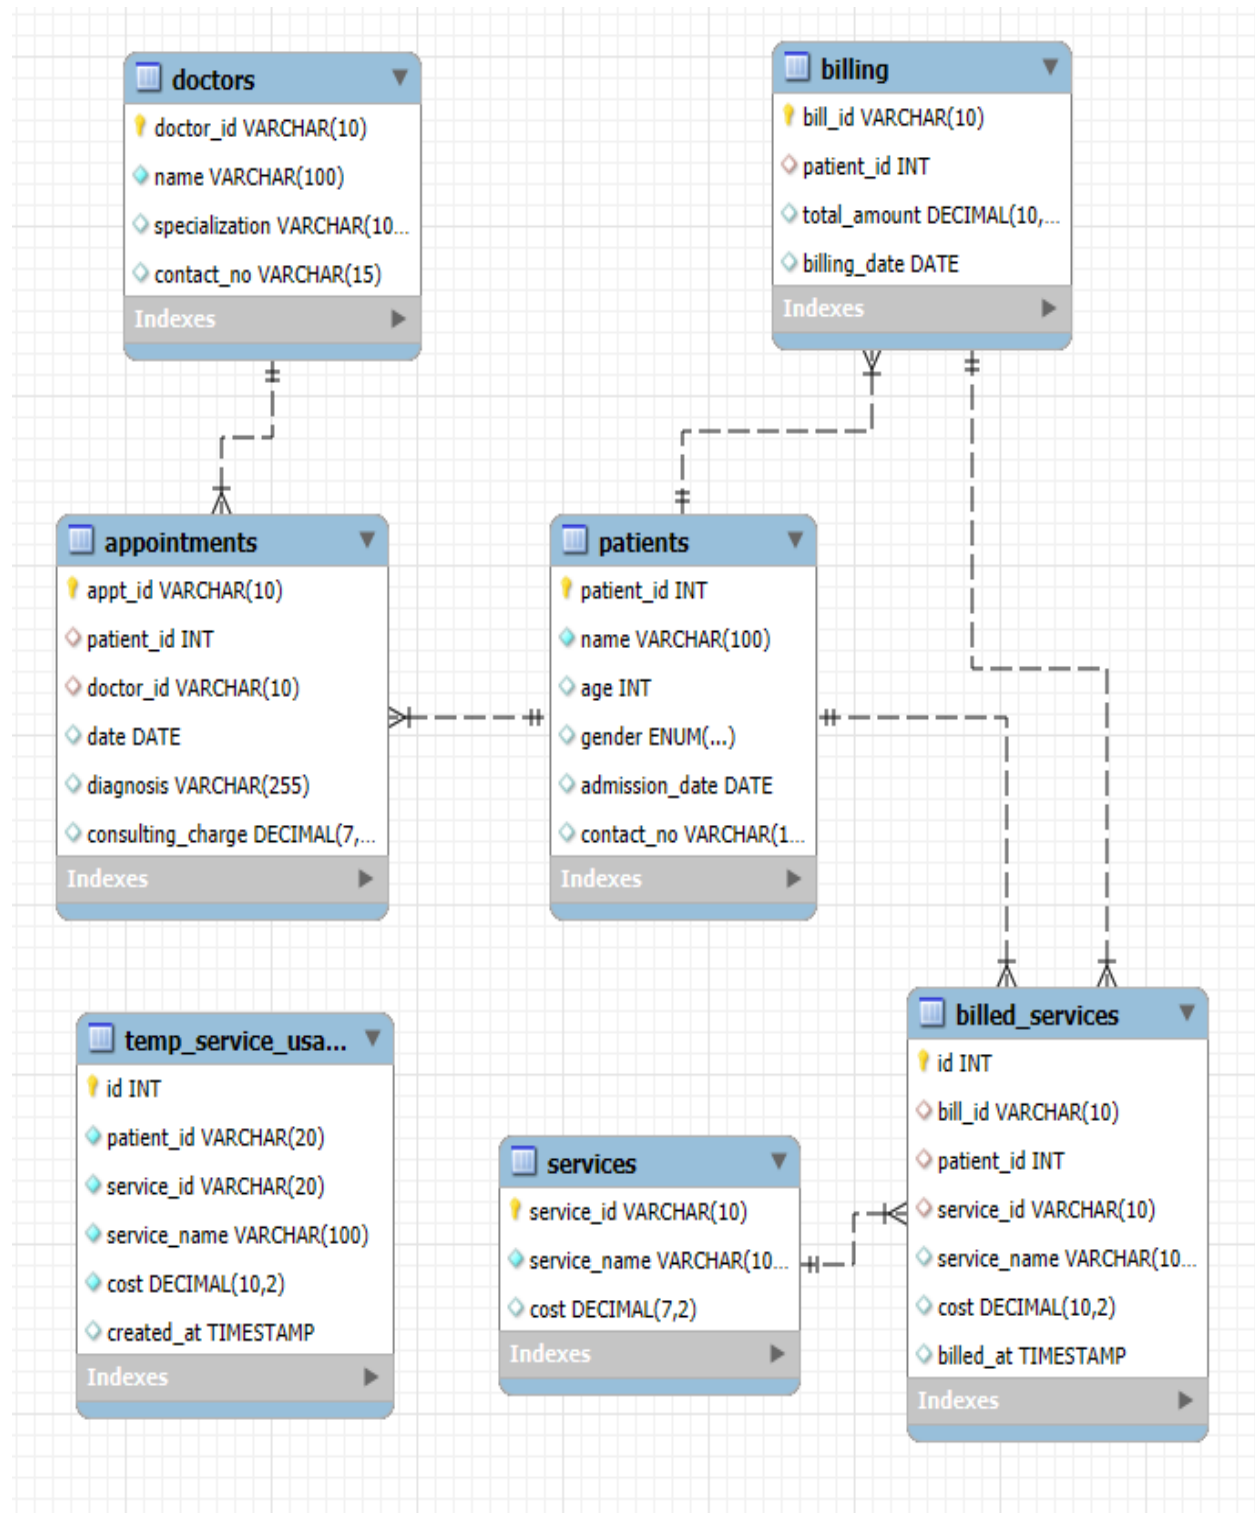 doctors
doctor_id VARCHAR(10)
name VARCHAR(100)
specialization VARCHAR(10...
contact_no VARCHAR(15)
Indexes
billing
bill_id VARCHAR(10)
patient_id INT
total_amount DECIMAL(10,...
billing_date DATE
Indexes
appointments
appt_id VARCHAR(10)
patient_id INT
doctor_id VARCHAR(10)
date DATE
diagnosis VARCHAR(255)
consulting_charge DECIMAL(7,...
Indexes
patients
patient_id INT
name VARCHAR(100)
age INT
gender ENUM(...)
admission_date DATE
contact_no VARCHAR(1...
Indexes
temp_service_usa...
id INT
patient_id VARCHAR(20)
service_id VARCHAR(20)
service_name VARCHAR(100)
cost DECIMAL(10,2)
created_at TIMESTAMP
Indexes
services
service_id VARCHAR(10)
service_name VARCHAR(10...
cost DECIMAL(7,2)
Indexes
billed_services
id INT
bill_id VARCHAR(10)
patient_id INT
service_id VARCHAR(10)
service_name VARCHAR(10...
cost DECIMAL(10,2)
billed_at TIMESTAMP
Indexes